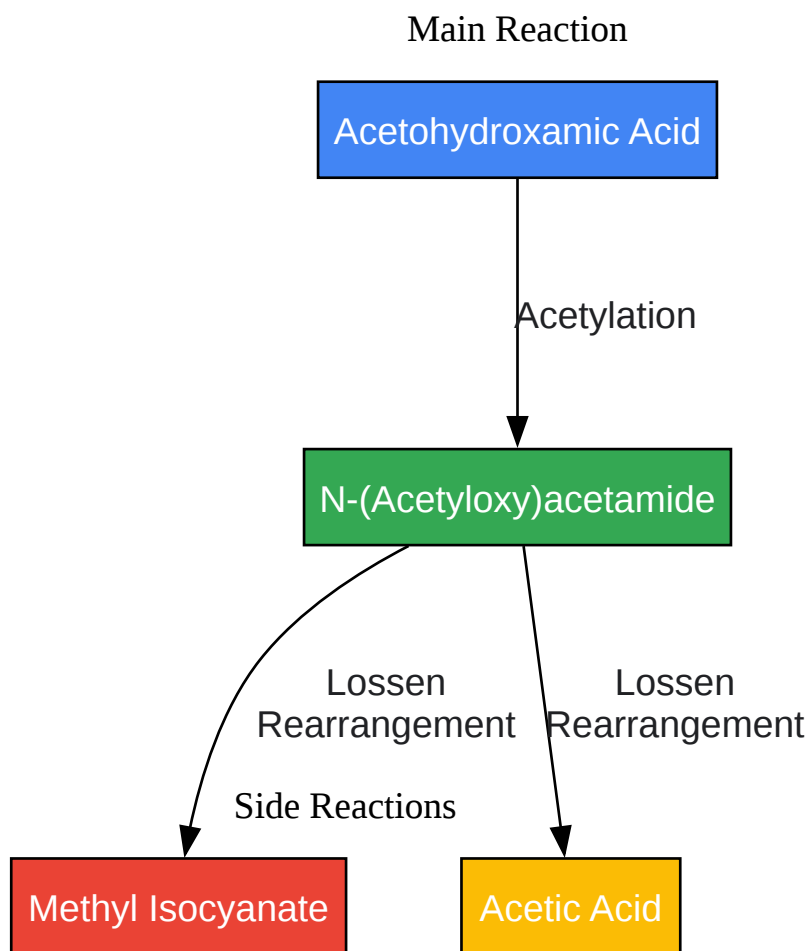 Main Reaction
Acetohydroxamic Acid
Acetylation
N-(Acetyloxy)acetamide
Lossen
Rearrangement
Lossen
Rearrangement
Side Reactions
Methyl Isocyanate
Acetic Acid